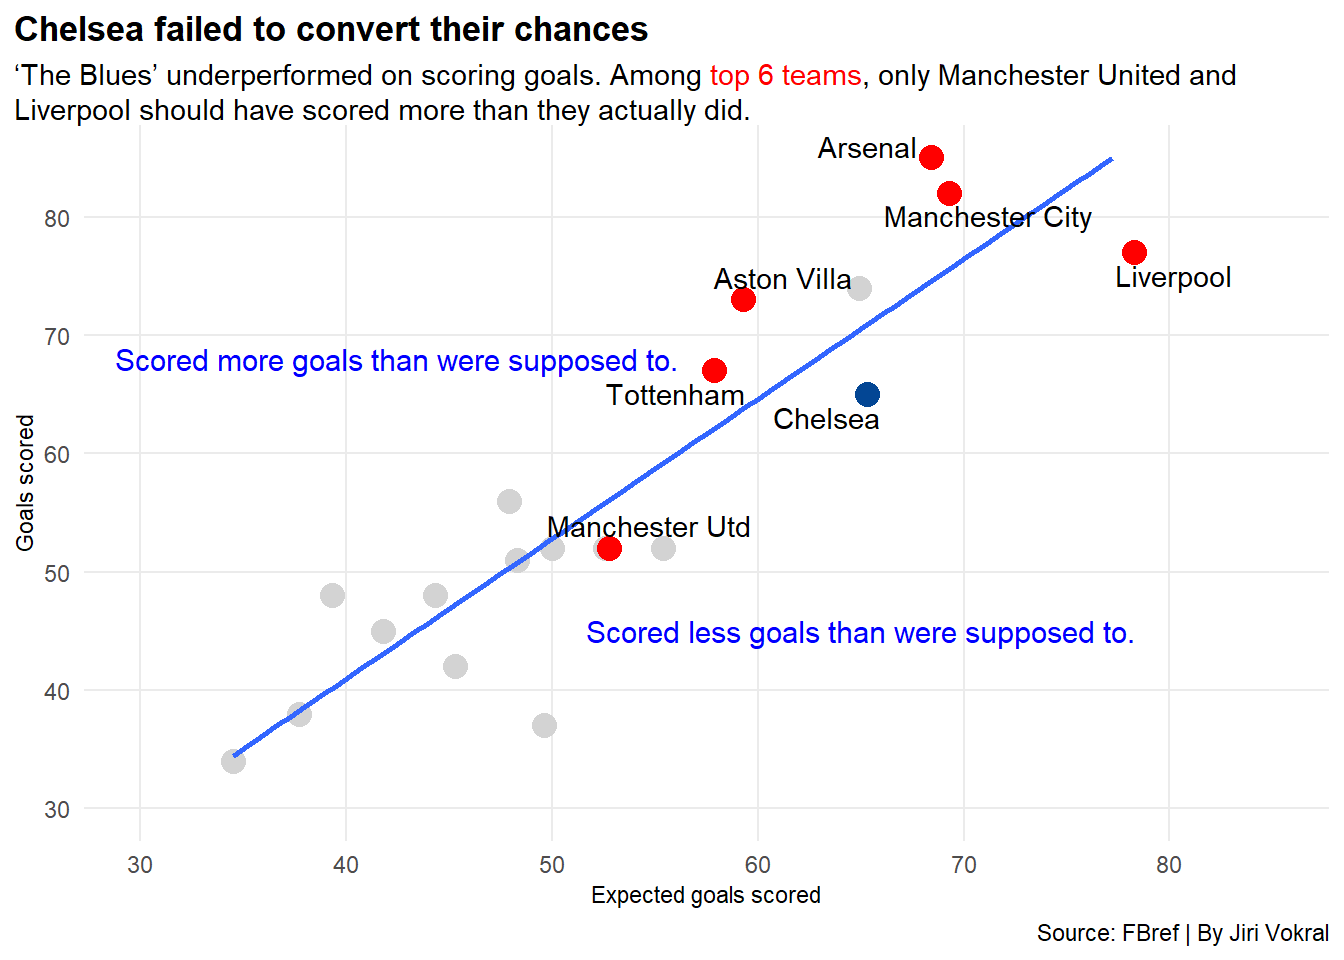 Chelsea failed to convert their chances
‘The Blues’ underperformed on scoring goals. Among top 6 teams, only Manchester United and
Liverpool should have scored more than they actually did.
Arsenal
Manchester City
Liverpool
Aston Villa
Scored more goals than were supposed to.
Tottenham
Chelsea
Manchester Utd
Scored less goals than were supposed to.
Goals scored
80
70
60
50
40
30
30 40 50 60 70 80
Expected goals scored
Source: FBref | By Jiri Vokral